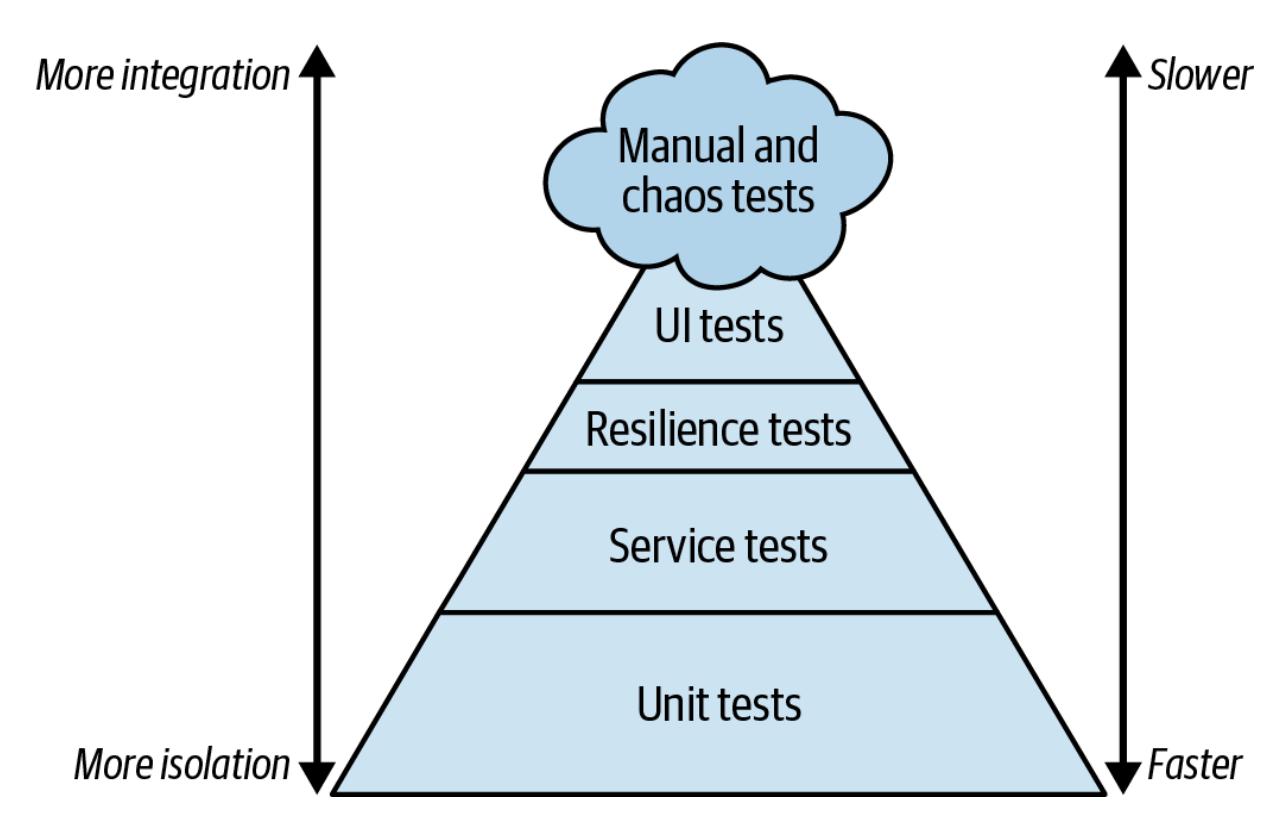 More integration
Slower
Manual and
chaos tests
UI tests
Resilience tests
Service tests
Unit tests
More isolation
Faster